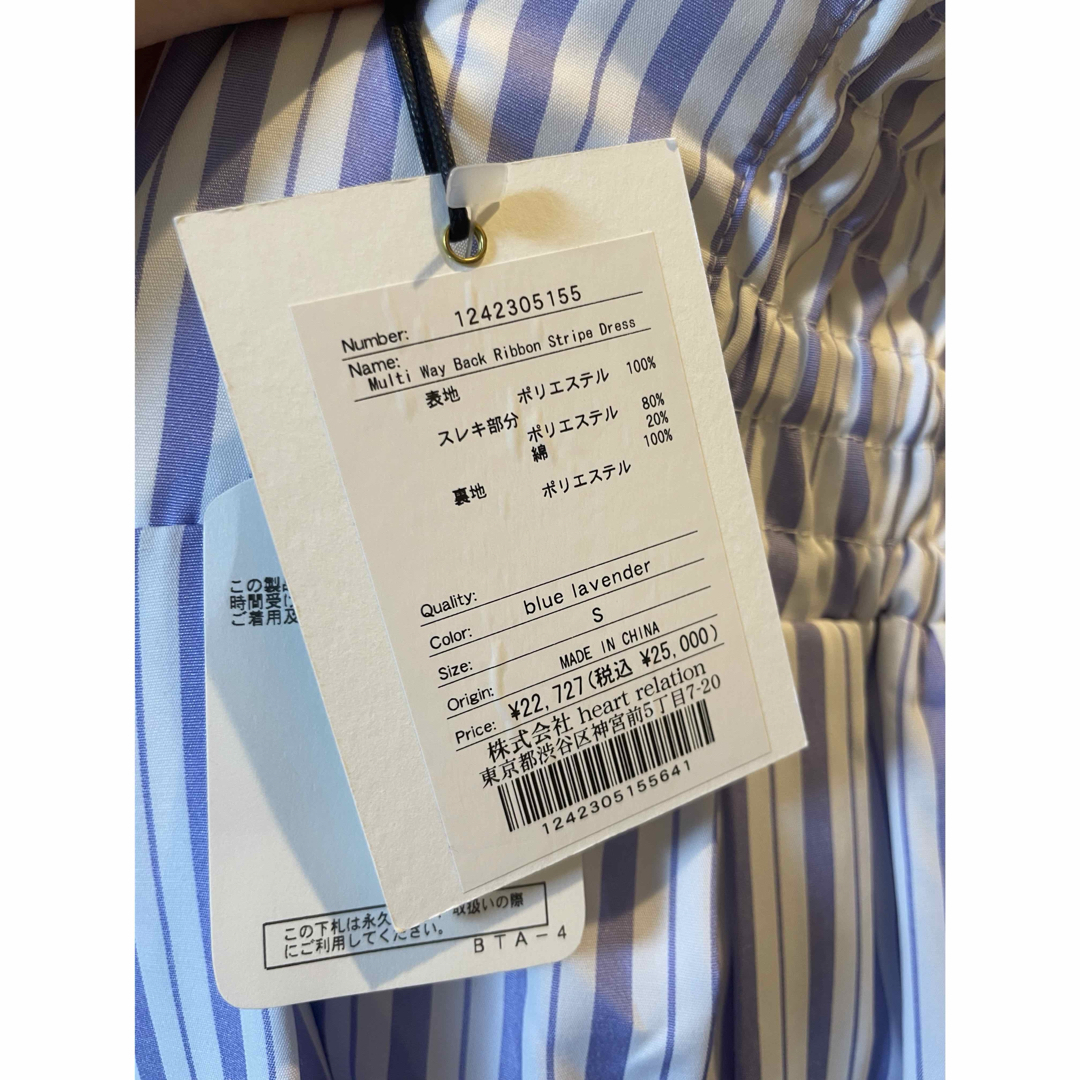 Number: 1242305155
Name:
Multi Way Back Ribbon Stripe Dress
表地 ポリエステル 100%
スレキ部分 ポリエステル 80%
綿 20%
裏地 ポリエステル 100%
Quality:
Color: blue lavender
Size: S
Origin: MADE IN CHINA
Price: ¥22,727(税込 ¥25,000)
株式会社 heart relation
東京都渋谷区神宮前5丁目7-20
1242305155641
この製
時間受
ご着用及
この下札は永久 取扱いの際
にご利用してください。
BTA-4